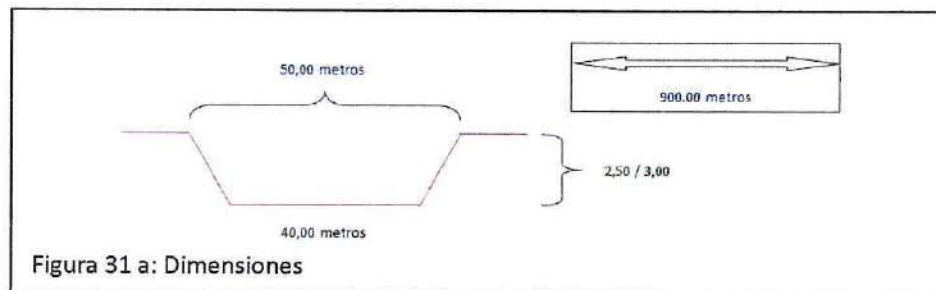 50,00 metros
900.00 metros
2,50 / 3,00
40,00 metros
Figura 31 a: Dimensiones